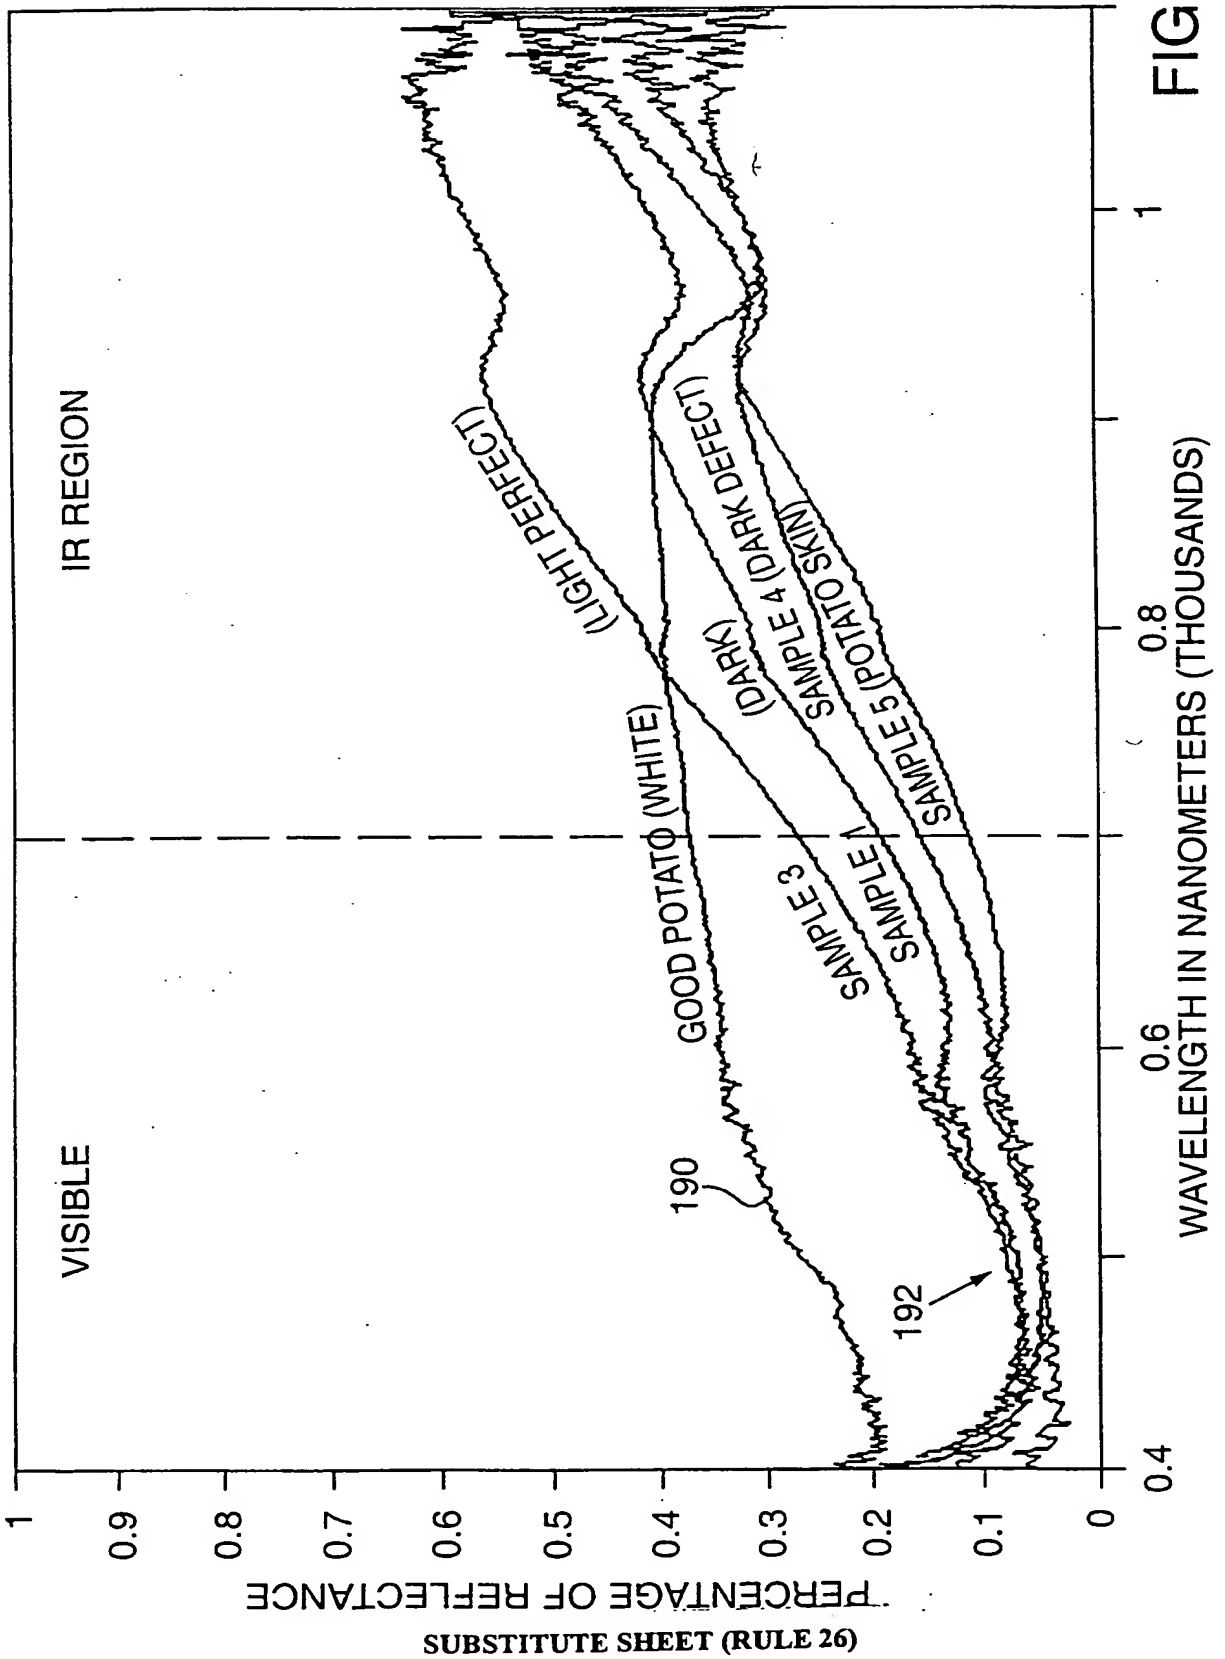 VISIBLE
IR REGION
PERCENTAGE OF REFLECTANCE
1
0.9
0.8
0.7
0.6
0.5
0.4
0.3
0.2
0.1
0
190
192
GOOD POTATO (WHITE)
SAMPLE 3
(LIGHT PERFECT)
SAMPLE 1
(DARK)
SAMPLE 4 (DARK DEFECT)
SAMPLE 5 (POTATO SKIN)
0.4
0.6
0.8
1
WAVELENGTH IN NANOMETERS (THOUSANDS)
FIG
SUBSTITUTE SHEET (RULE 26)